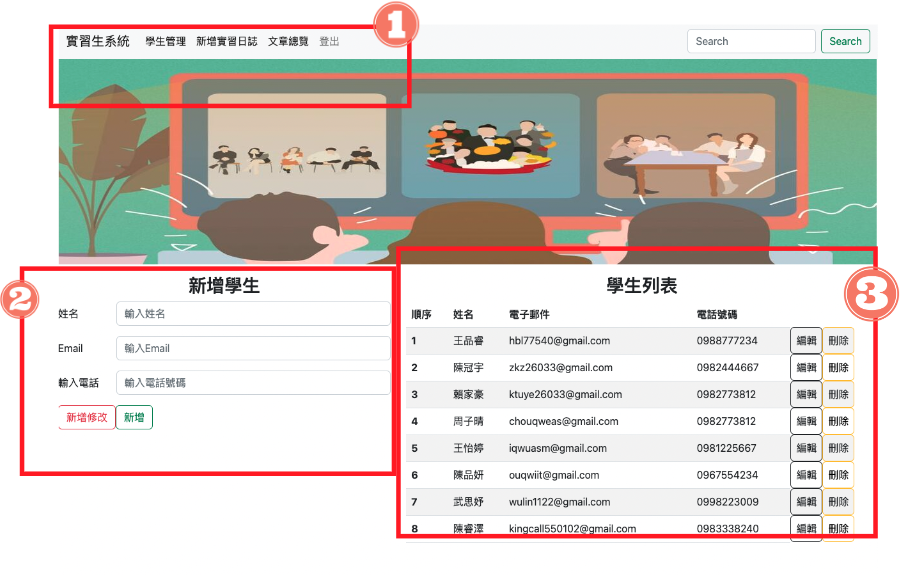 1
實習生系統 學生管理 新增實習日誌 文章總覽 登出 Search Search
2
新增學生
姓名 輸入姓名
Email 輸入Email
輸入電話 輸入電話號碼
新增修改 新增
3
學生列表
順序 姓名 電子郵件 電話號碼
1 王品睿 hbl77540@gmail.com 0988777234 編輯 刪除
2 陳冠宇 zkz26033@gmail.com 0982444667 編輯 刪除
3 賴家豪 ktuye26033@gmail.com 0982773812 編輯 刪除
4 周子晴 chouqweas@gmail.com 0982773812 編輯 刪除
5 王怡婷 iqwuasm@gmail.com 0981225667 編輯 刪除
6 陳品妍 ouqwiit@gmail.com 0967554234 編輯 刪除
7 武思妤 wulin1122@gmail.com 0998223009 編輯 刪除
8 陳睿澤 kingcall550102@gmail.com 0983338240 編輯 刪除